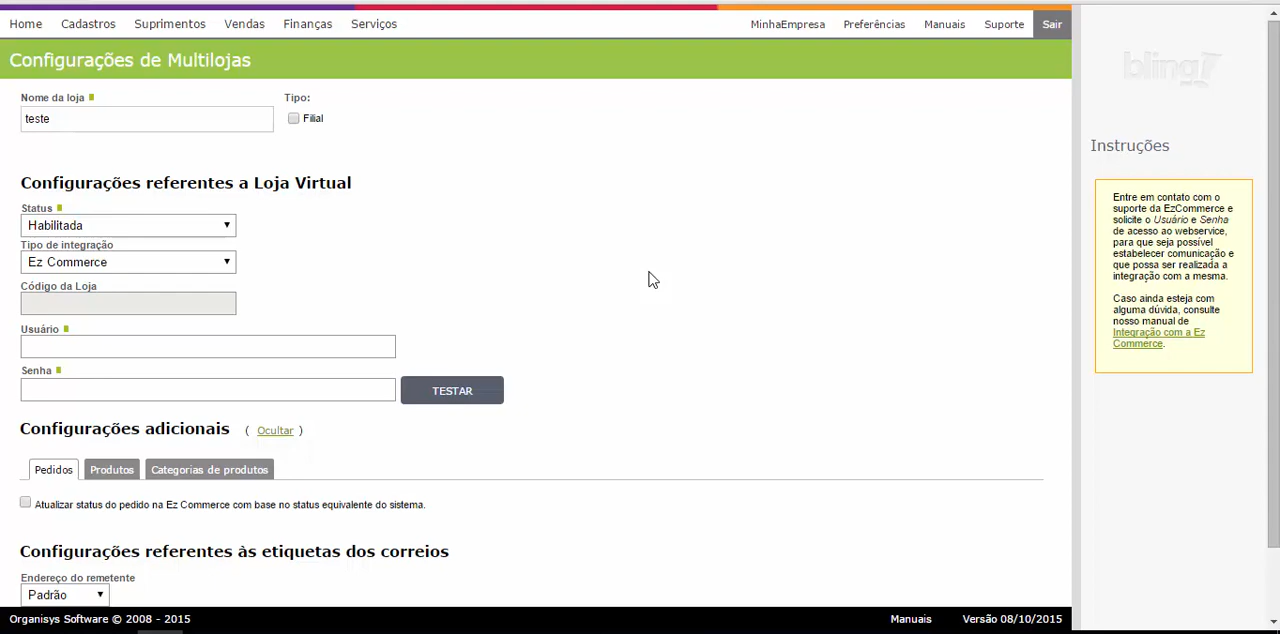 Home Cadastros Suprimentos Vendas Finanças Serviços MinhaEmpresa Preferências Manuais Suporte Sair
Configurações de Multilojas
bling
Nome da loja Tipo:
teste Filial
Instruções
Entre em contato com o
suporte da EzCommerce e
solicite o Usuário e Senha
de acesso ao webservice,
para que seja possível
estabelecer comunicação e
que possa ser realizada a
integração com a mesma.
Caso ainda esteja com
alguma dúvida, consulte
nosso manual de
Integração com a Ez
Commerce.
Configurações referentes a Loja Virtual
Status
Habilitada
Tipo de integração
Ez Commerce
Código da Loja
Usuário
Senha
TESTAR
Configurações adicionais ( Ocultar )
Pedidos Produtos Categorias de produtos
Atualizar status do pedido na Ez Commerce com base no status equivalente do sistema.
Configurações referentes às etiquetas dos correios
Endereço do remetente
Padrão
Organisys Software © 2008 - 2015 Manuais Versão 08/10/2015